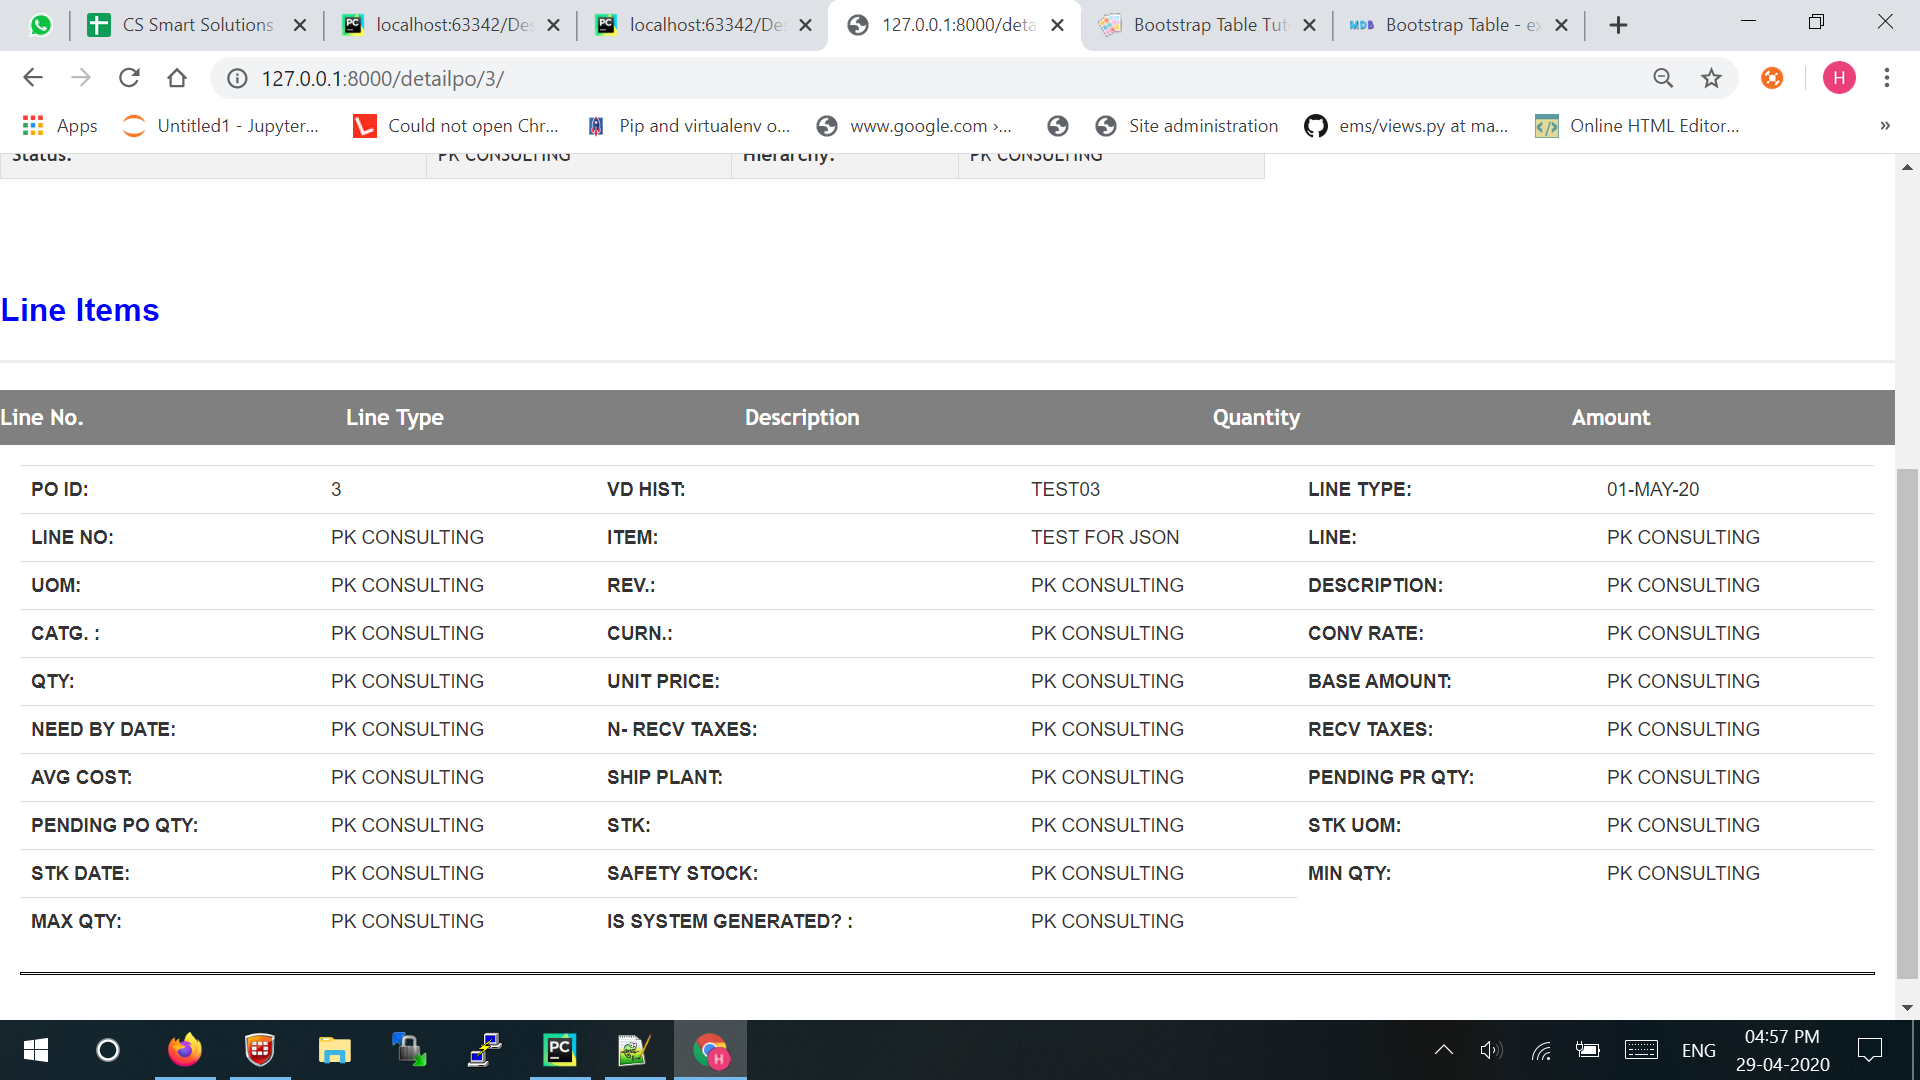 CS Smart Solutions
localhost:63342/Des
localhost:63342/Des
127.0.0.1:8000/deta
Bootstrap Table Tut
MDB
Bootstrap Table - ex
127.0.0.1:8000/detailpo/3/
H
Apps
Untitled1 - Jupyter...
Could not open Chr...
Pip and virtualenv o...
www.google.com ›...
Site administration
ems/views.py at ma...
Online HTML Editor...
»
Status: PK CONSULTING Hierarchy: PK CONSULTING
Line Items
Line No. Line Type Description Quantity Amount
PO ID: 3 VD HIST: TEST03 LINE TYPE: 01-MAY-20
LINE NO: PK CONSULTING ITEM: TEST FOR JSON LINE: PK CONSULTING
UOM: PK CONSULTING REV.: PK CONSULTING DESCRIPTION: PK CONSULTING
CATG. : PK CONSULTING CURN.: PK CONSULTING CONV RATE: PK CONSULTING
QTY: PK CONSULTING UNIT PRICE: PK CONSULTING BASE AMOUNT: PK CONSULTING
NEED BY DATE: PK CONSULTING N- RECV TAXES: PK CONSULTING RECV TAXES: PK CONSULTING
AVG COST: PK CONSULTING SHIP PLANT: PK CONSULTING PENDING PR QTY: PK CONSULTING
PENDING PO QTY: PK CONSULTING STK: PK CONSULTING STK UOM: PK CONSULTING
STK DATE: PK CONSULTING SAFETY STOCK: PK CONSULTING MIN QTY: PK CONSULTING
MAX QTY: PK CONSULTING IS SYSTEM GENERATED? : PK CONSULTING
PC
H
ENG
04:57 PM
29-04-2020